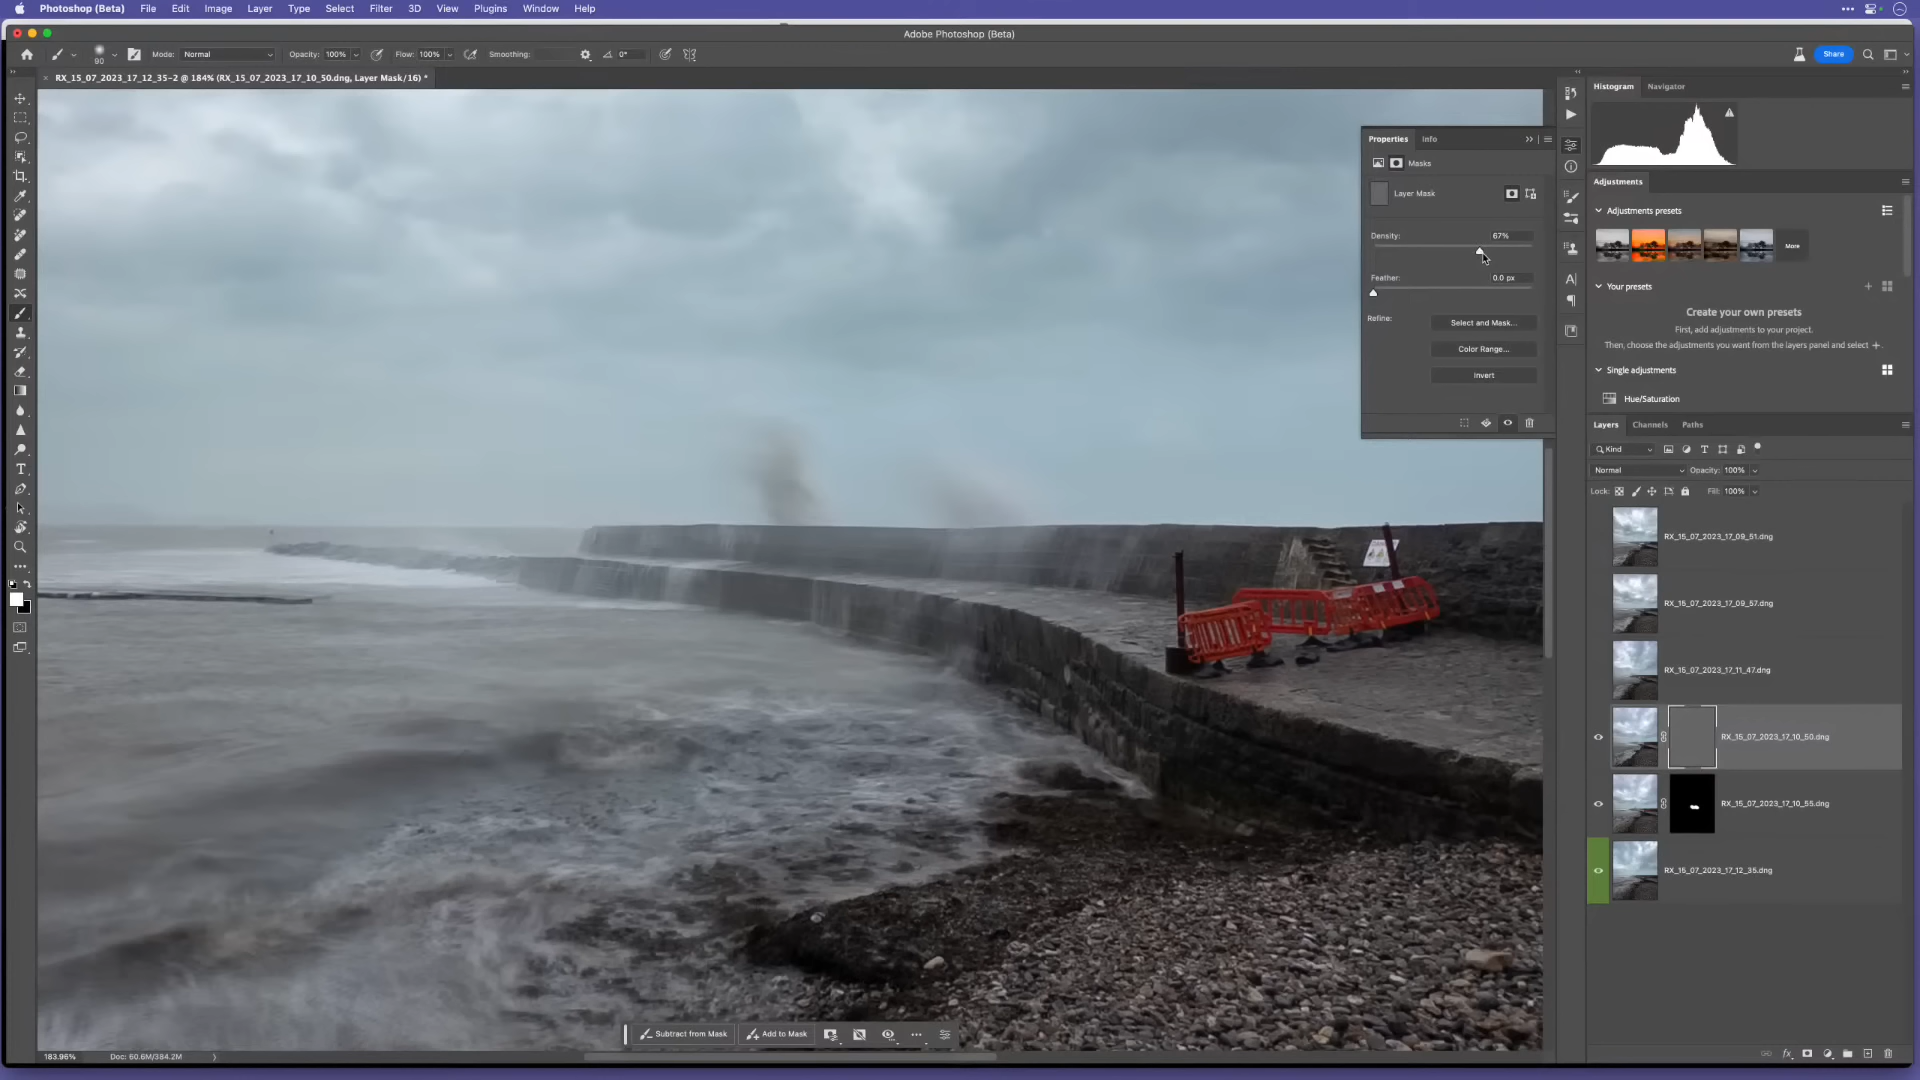 Photoshop (Beta) File Edit Image Layer Type Select Filter 3D View Plugins Window Help
Adobe Photoshop (Beta)
90 Mode: Normal Opacity: 100% Flow: 100% Smoothing: 0° Share
× RX_15_07_2023_17_12_35-2 @ 184% (RX_15_07_2023_17_10_50.dng, Layer Mask/16) *
Histogram Navigator
Properties Info
Masks
Layer Mask
Density: 67%
Feather: 0.0 px
Refine:
Select and Mask...
Color Range...
Invert
Adjustments
Adjustments presets
More
Your presets
Create your own presets
First, add adjustments to your project.
Then, choose the adjustments you want from the layers panel and select +.
Single adjustments
Hue/Saturation
Layers Channels Paths
Kind
Normal Opacity: 100%
Lock: Fill: 100%
RX_15_07_2023_17_09_51.dng
RX_15_07_2023_17_09_57.dng
RX_15_07_2023_17_11_47.dng
RX_15_07_2023_17_10_50.dng
RX_15_07_2023_17_10_55.dng
RX_15_07_2023_17_12_35.dng
Subtract from Mask Add to Mask
183.96% Doc: 60.6M/384.2M